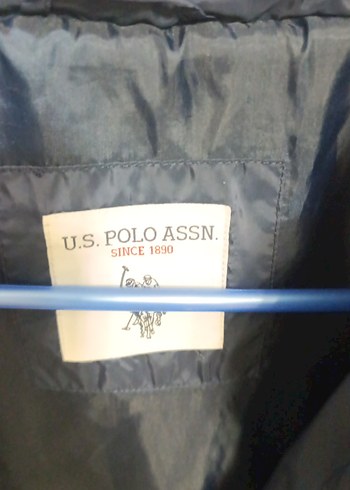 U.S. POLO ASSN.
SINCE 1890